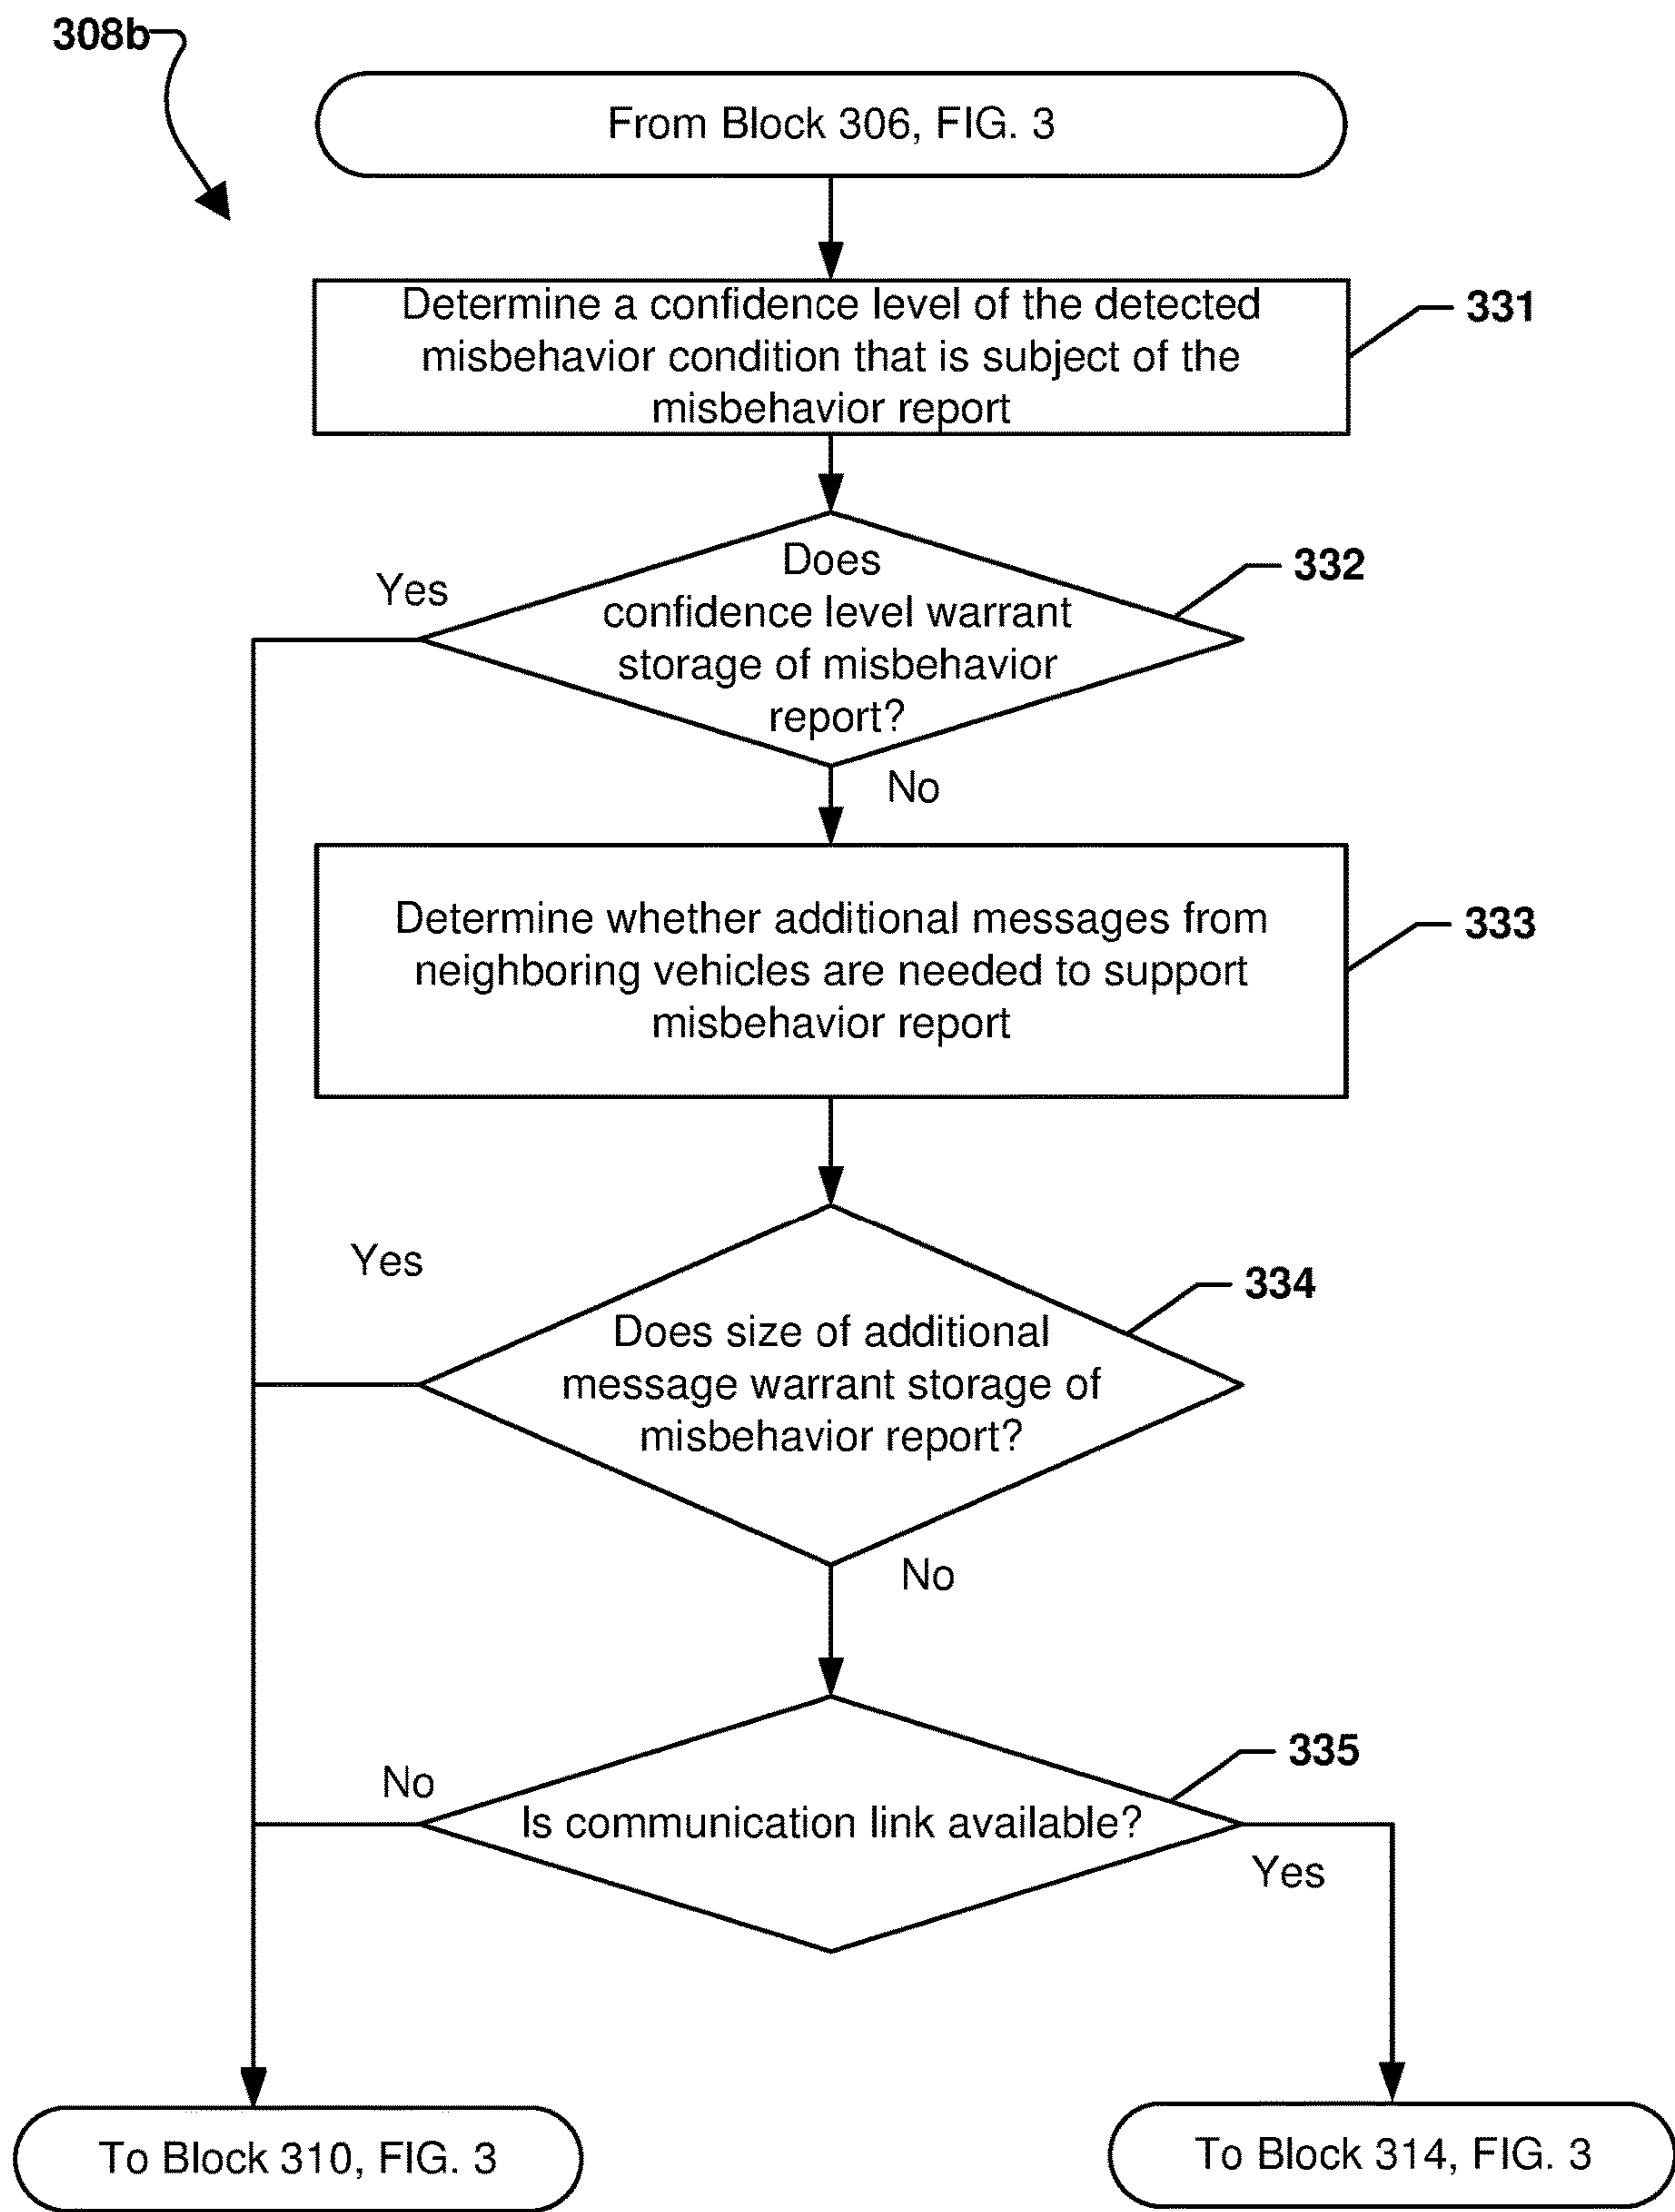 308b
From Block 306, FIG. 3
Determine a confidence level of the detected
misbehavior condition that is subject of the
misbehavior report
331
Does
confidence level warrant
storage of misbehavior
report?
332
Yes
No
Determine whether additional messages from
neighboring vehicles are needed to support
misbehavior report
333
Yes
334
Does size of additional
message warrant storage of
misbehavior report?
No
335
No
Is communication link available?
Yes
To Block 310, FIG. 3
To Block 314, FIG. 3